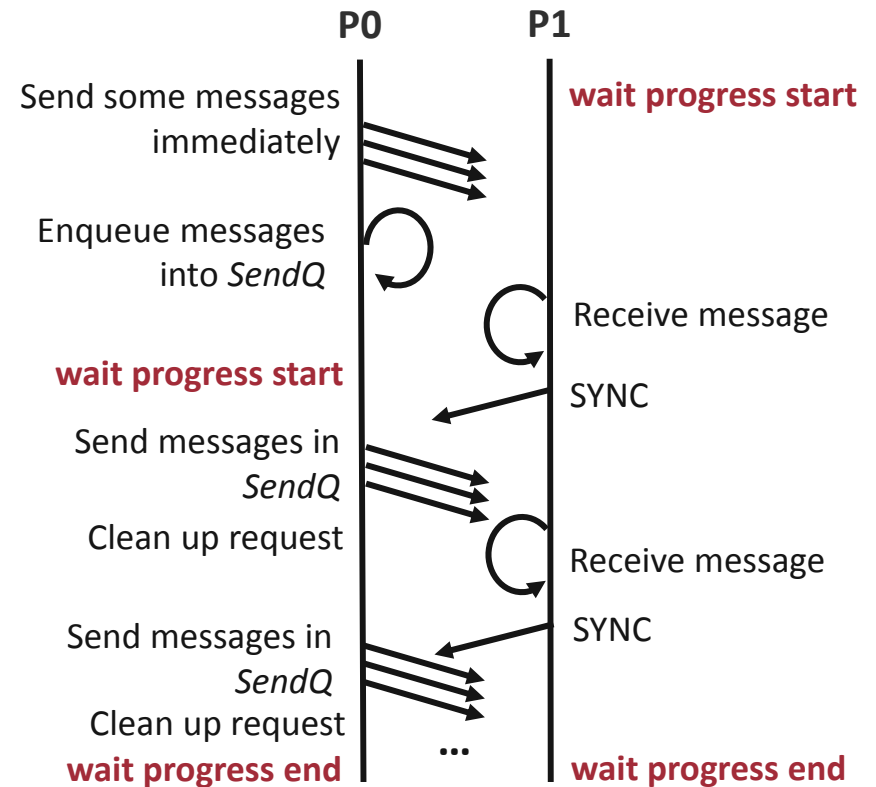 P0
P1
Send some messages
immediately
wait progress start
Enqueue messages
into SendQ
Receive message
wait progress start
SYNC
Send messages in
SendQ
Clean up request
Receive message
Send messages in
SendQ
SYNC
Clean up request
...
wait progress end
wait progress end